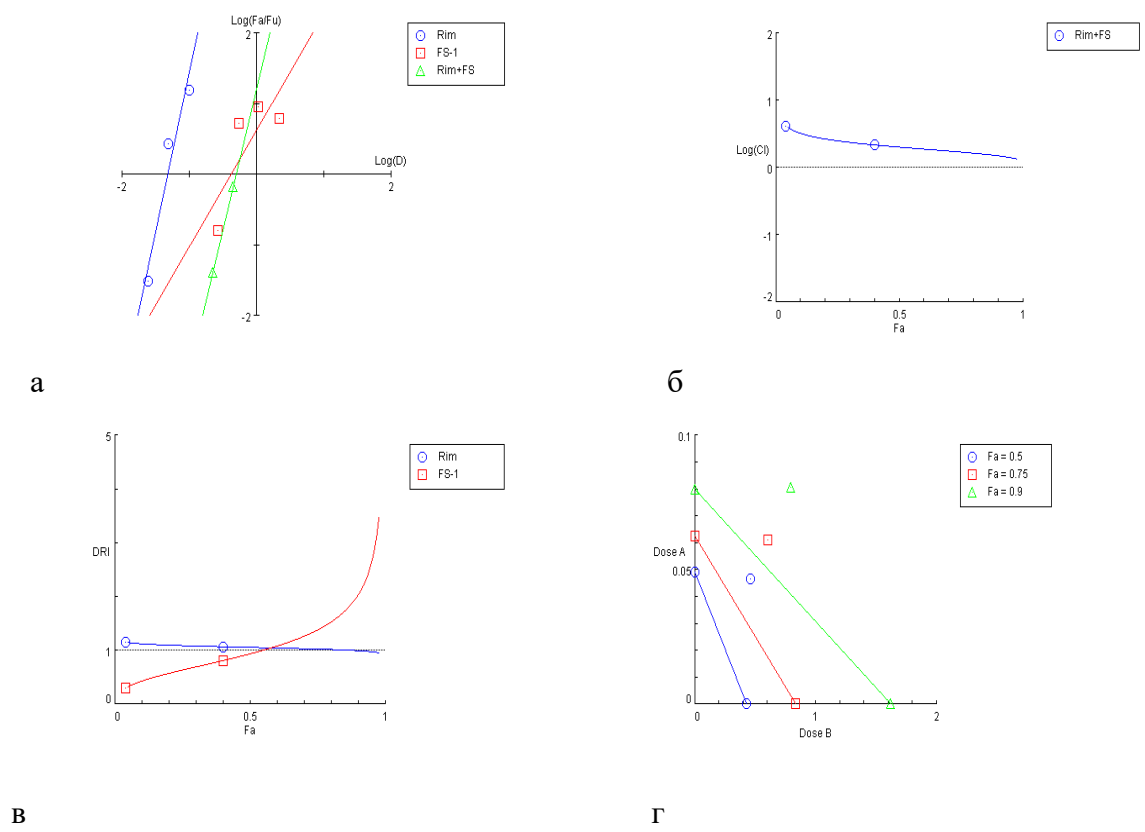 Log(Fa/Fu)
2
Rim
FS-1
Rim+FS
Log(D)
-2
2
-2
а
2
Rim+FS
1
Log(CI)
0
-1
-2
0
0.5
1
Fa
б
5
Rim
FS-1
DRI
1
0
0
0.5
1
Fa
в
0.1
Fa = 0.5
Fa = 0.75
Fa = 0.9
Dose A
0.05
0
0
1
2
Dose B
г